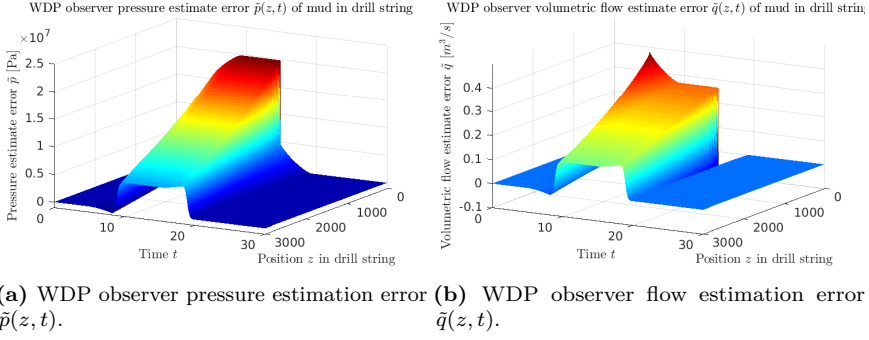 WDP observer pressure estimate error p̃(z, t) of mud in drill string
×10⁷
Pressure estimate error p̃ [Pa]
2.5
2
1.5
1
0.5
0
0
10
20
30
Time t
3000
2000
1000
0
Position z in drill string
WDP observer volumetric flow estimate error q̃(z, t) of mud in drill string
Volumetric flow estimate error q̃ [m³/s]
0.4
0.3
0.2
0.1
0
-0.1
0
10
20
30
Time t
3000
2000
1000
0
Position z in drill string
(a) WDP observer pressure estimation error
p̃(z, t).
(b) WDP observer flow estimation error
q̃(z, t).